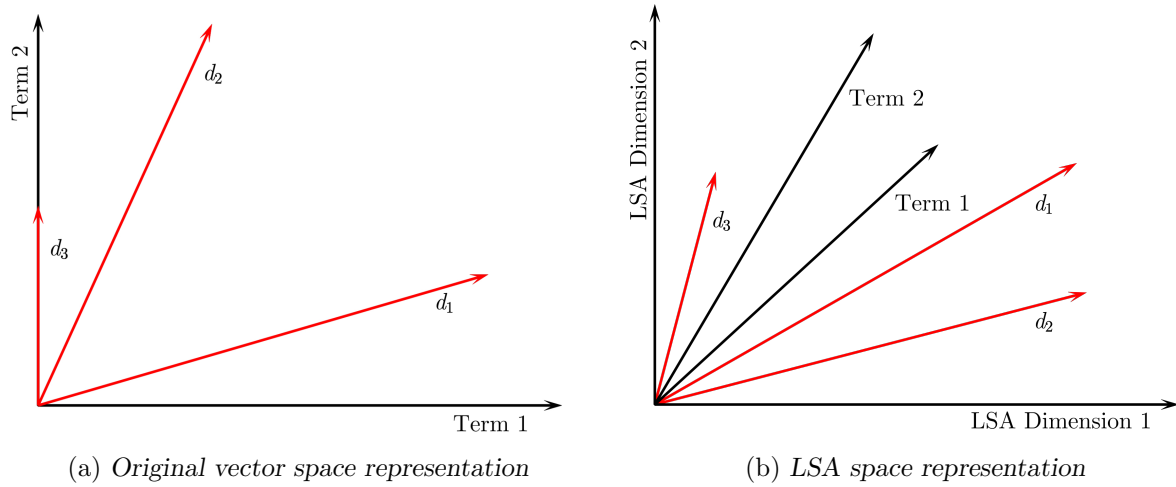 Term 2
d2
d3
d1
Term 1
(a) Original vector space representation
LSA Dimension 2
Term 2
Term 1
d3
d1
d2
LSA Dimension 1
(b) LSA space representation